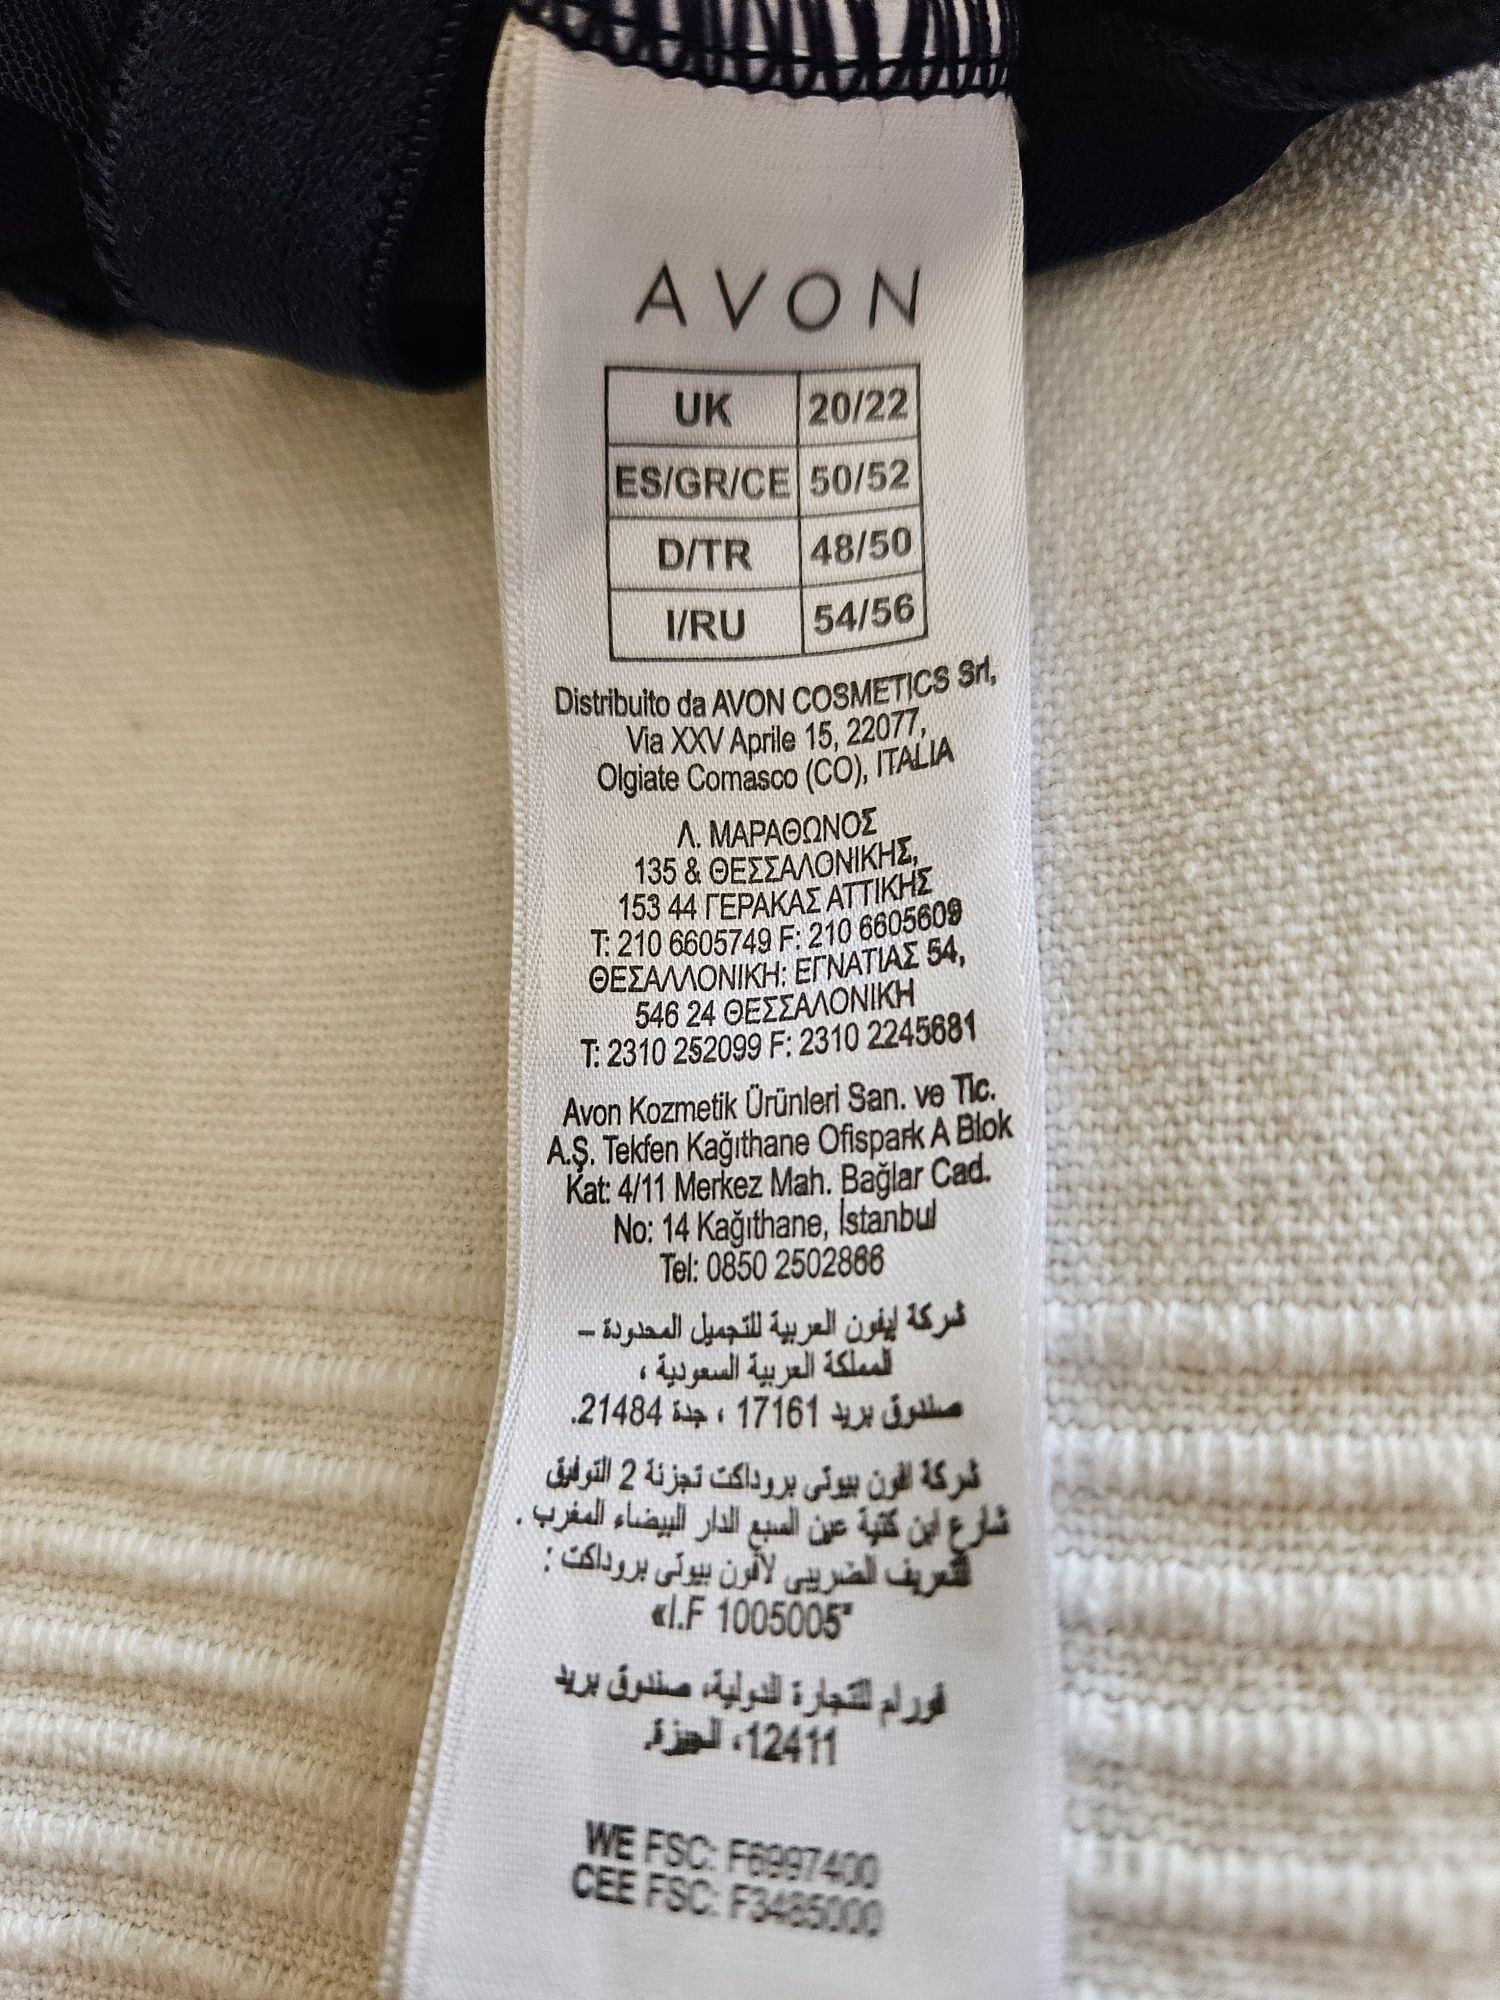 AVON
UK 20/22
ES/GR/CE 50/52
D/TR 48/50
I/RU 54/56
Distribuito da AVON COSMETICS Srl,
Via XXV Aprile 15, 22077,
Olgiate Comasco (CO), ITALIA
Λ. ΜΑΡΑΘΩΝΟΣ
135 & ΘΕΣΣΑΛΟΝΙΚΗΣ,
153 44 ΓΕΡΑΚΑΣ ΑΤΤΙΚΗΣ
T: 210 6605749 F: 210 6605609
ΘΕΣΑΛΛΟΝΙΚΗ: ΕΓΝΑΤΙΑΣ 54,
546 24 ΘΕΣΣΑΛΟΝΙΚΗ
T: 2310 252099 F: 2310 2245681
Avon Kozmetik Ürünleri San. ve Tic.
A.Ş. Tekfen Kağıthane Ofispark A Blok
Kat: 4/11 Merkez Mah. Bağlar Cad.
No: 14 Kağıthane, İstanbul
Tel: 0850 2502866
شركة إيفون العربية للتجميل المحدودة –
المملكة العربية السعودية ،
صندوق بريد 17161 ، جدة 21484.
شركة افون بيوتي بروداكت تجزئة 2 التوفيق
شارع ابن كتية عين السبع الدار البيضاء المغرب .
التعريف الضريبي لافون بيوتي بروداكت :
«I.F 1005005"
فورام للتجارة الدولية، صندوق بريد
12411، الجيزة.
WE FSC: F6997400
CEE FSC: F3485000